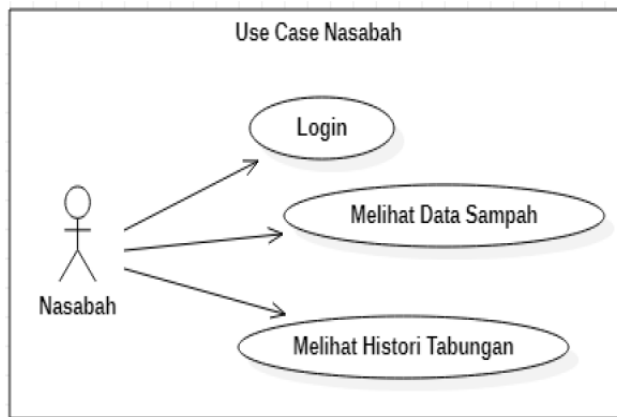 Use Case Nasabah
Login
Melihat Data Sampah
Nasabah
Melihat Histori Tabungan